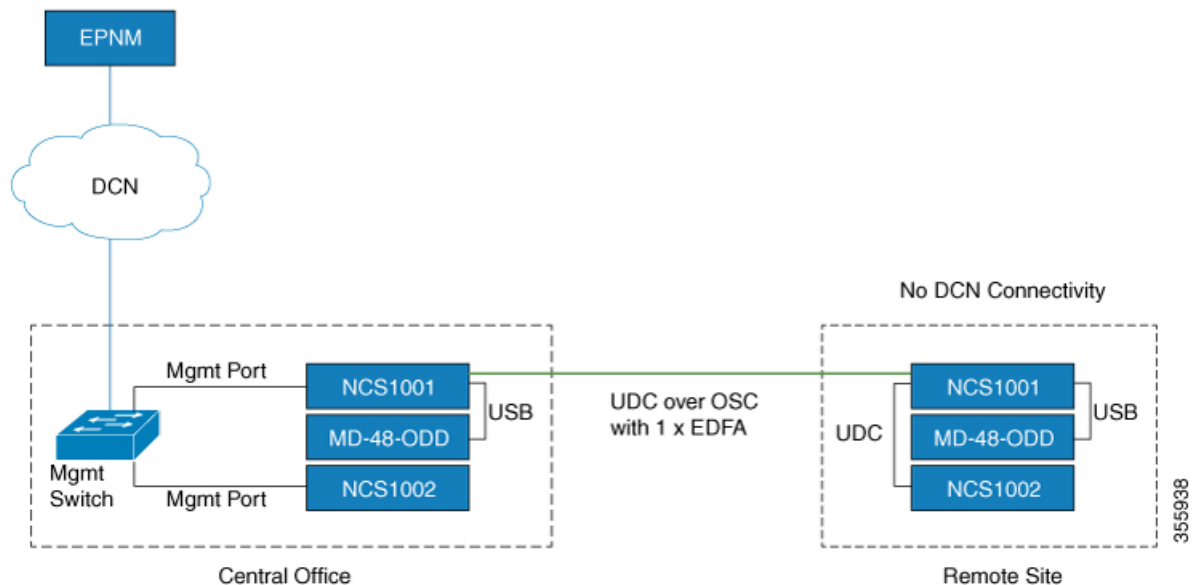 EPNM
DCN
No DCN Connectivity
Mgmt Port
NCS1001
USB
MD-48-ODD
Mgmt
Switch
Mgmt Port
NCS1002
UDC over OSC
with 1 x EDFA
NCS1001
UDC
USB
MD-48-ODD
NCS1002
355938
Central Office
Remote Site